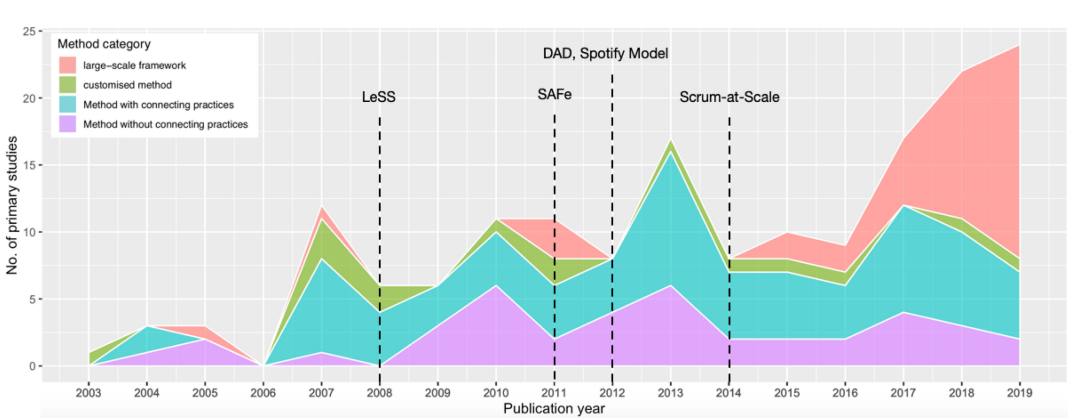 DAD, Spotify Model
LeSS
SAFe
Scrum-at-Scale
Method category
large-scale framework
customised method
Method with connecting practices
Method without connecting practices
No. of primary studies
25
20
15
10
5
0
2003 2004 2005 2006 2007 2008 2009 2010 2011 2012 2013 2014 2015 2016 2017 2018 2019
Publication year